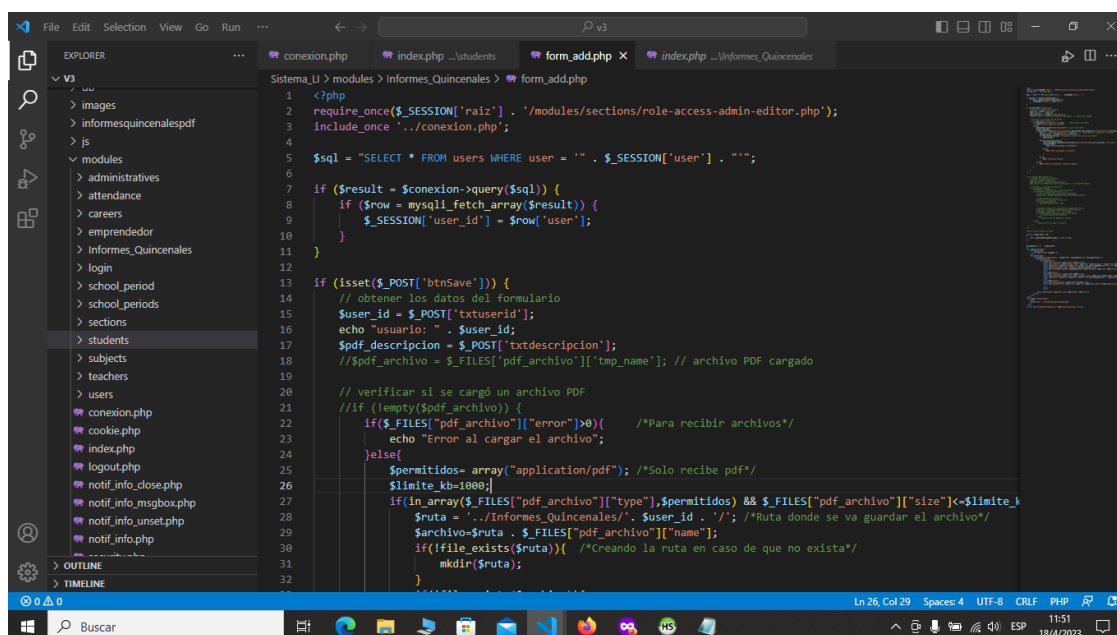 File Edit Selection View Go Run ... v3
EXPLORER ...
conexion.php index.php ...\students form_add.php index.php ...\Informes_Quincenales
V3
Sistema_LI > modules > Informes_Quincenales > form_add.php
> images
> informesquincenalespdf
> js
modules
> administratives
> attendance
> careers
> emprendedor
> Informes_Quincenales
> login
> school_period
> school_periods
> sections
> students
> subjects
> teachers
> users
conexion.php
cookie.php
index.php
logout.php
notif_info_close.php
notif_info_msgbox.php
notif_info_unset.php
notif_info.php
> OUTLINE
> TIMELINE
1 <?php
2 require_once($_SESSION['raiz'] . '/modules/sections/role-access-admin-editor.php');
3 include_once '../conexion.php';
4
5 $sql = "SELECT * FROM users WHERE user = '" . $_SESSION['user'] . "'";
6
7 if ($result = $conexion->query($sql)) {
8 if ($row = mysqli_fetch_array($result)) {
9 $_SESSION['user_id'] = $row['user'];
10 }
11 }
12
13 if (isset($_POST['btnSave'])) {
14 // obtener los datos del formulario
15 $user_id = $_POST['txtuserid'];
16 echo "usuario: " . $user_id;
17 $pdf_descripcion = $_POST['txtdescripcion'];
18 //$pdf_archivo = $_FILES['pdf_archivo']['tmp_name']; // archivo PDF cargado
19
20 // verificar si se cargó un archivo PDF
21 //if (!empty($pdf_archivo)) {
22 if($_FILES["pdf_archivo"]["error"]>0){ /*Para recibir archivos*/
23 echo "Error al cargar el archivo";
24 }else{
25 $permitidos= array("application/pdf"); /*Solo recibe pdf*/
26 $limite_kb=1000;
27 if(in_array($_FILES["pdf_archivo"]["type"],$permitidos) && $_FILES["pdf_archivo"]["size"]<=$limite_k
28 $ruta = '../Informes_Quincenales/'. $user_id . '/'; /*Ruta donde se va guardar el archivo*/
29 $archivo=$ruta . $_FILES["pdf_archivo"]["name"];
30 if(!file_exists($ruta)){ /*Creando la ruta en caso de que no exista*/
31 mkdir($ruta);
32 }
0 0 Ln 26, Col 29 Spaces: 4 UTF-8 CRLF PHP
Buscar HS ESP 11:51
18/4/2023